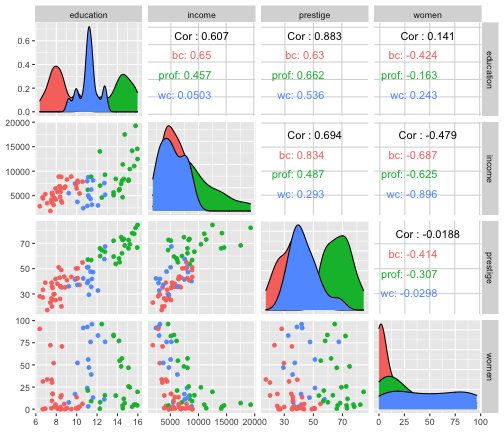 education income prestige women
Cor : 0.607 Cor : 0.883 Cor : 0.141
bc: 0.65 bc: 0.63 bc: -0.424
prof: 0.457 prof: 0.662 prof: -0.163
wc: 0.0503 wc: 0.536 wc: 0.243
0.6
0.4
0.2
0.0
education
Cor : 0.694 Cor : -0.479
bc: 0.834 bc: -0.687
prof: 0.487 prof: -0.625
wc: 0.293 wc: -0.896
20000
15000
10000
5000
income
Cor : -0.0188
bc: -0.414
prof: -0.307
wc: -0.0298
70
50
30
prestige
100
75
50
25
0
women
6 8 10 12 14 16 5000 10000 15000 20000 30 50 70 0 25 50 75 100